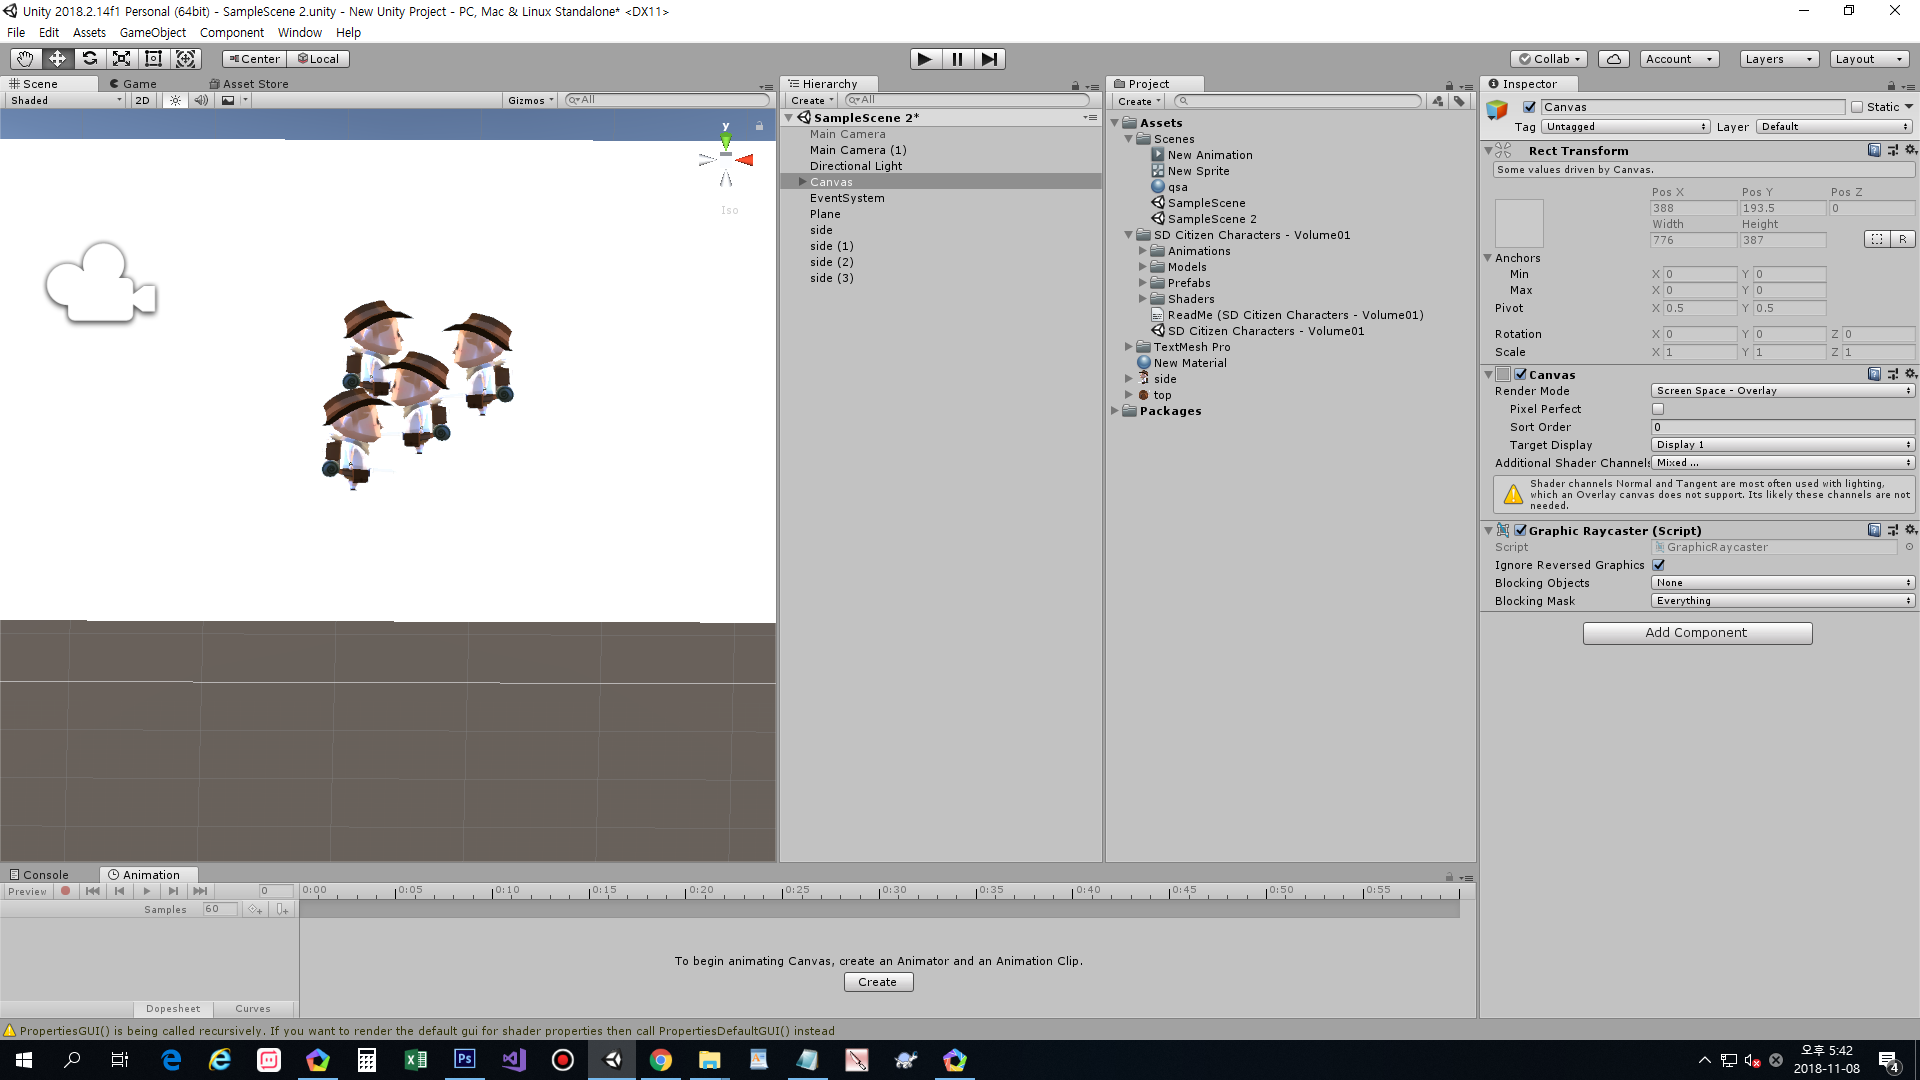 Unity 2018.2.14f1 Personal (64bit) - SampleScene 2.unity - New Unity Project - PC, Mac & Linux Standalone* <DX11>
File Edit Assets GameObject Component Window Help
Center Local Collab Account Layers Layout
Scene Game Asset Store
Shaded 2D Gizmos All
y
Iso
Hierarchy
Create All
SampleScene 2*
Main Camera
Main Camera (1)
Directional Light
Canvas
EventSystem
Plane
side
side (1)
side (2)
side (3)
Project
Create
Assets
Scenes
New Animation
New Sprite
qsa
SampleScene
SampleScene 2
SD Citizen Characters - Volume01
Animations
Models
Prefabs
Shaders
ReadMe (SD Citizen Characters - Volume01)
SD Citizen Characters - Volume01
TextMesh Pro
New Material
side
top
Packages
Inspector
Canvas Static
Tag Untagged Layer Default
Rect Transform
Some values driven by Canvas.
Pos X Pos Y Pos Z
388 193.5 0
Width Height
776 387 R
Anchors
Min X 0 Y 0
Max X 0 Y 0
Pivot X 0.5 Y 0.5
Rotation X 0 Y 0 Z 0
Scale X 1 Y 1 Z 1
Canvas
Render Mode Screen Space - Overlay
Pixel Perfect
Sort Order 0
Target Display Display 1
Additional Shader Channels Mixed ...
Shader channels Normal and Tangent are most often used with lighting,
which an Overlay canvas does not support. Its likely these channels are not
needed.
Graphic Raycaster (Script)
Script GraphicRaycaster
Ignore Reversed Graphics
Blocking Objects None
Blocking Mask Everything
Add Component
Console Animation
Preview 0 0:00 0:05 0:10 0:15 0:20 0:25 0:30 0:35 0:40 0:45 0:50 0:55
Samples 60
To begin animating Canvas, create an Animator and an Animation Clip.
Create
Dopesheet Curves
PropertiesGUI() is being called recursively. If you want to render the default gui for shader properties then call PropertiesDefaultGUI() instead
Ps
오후 5:42
2018-11-08
4